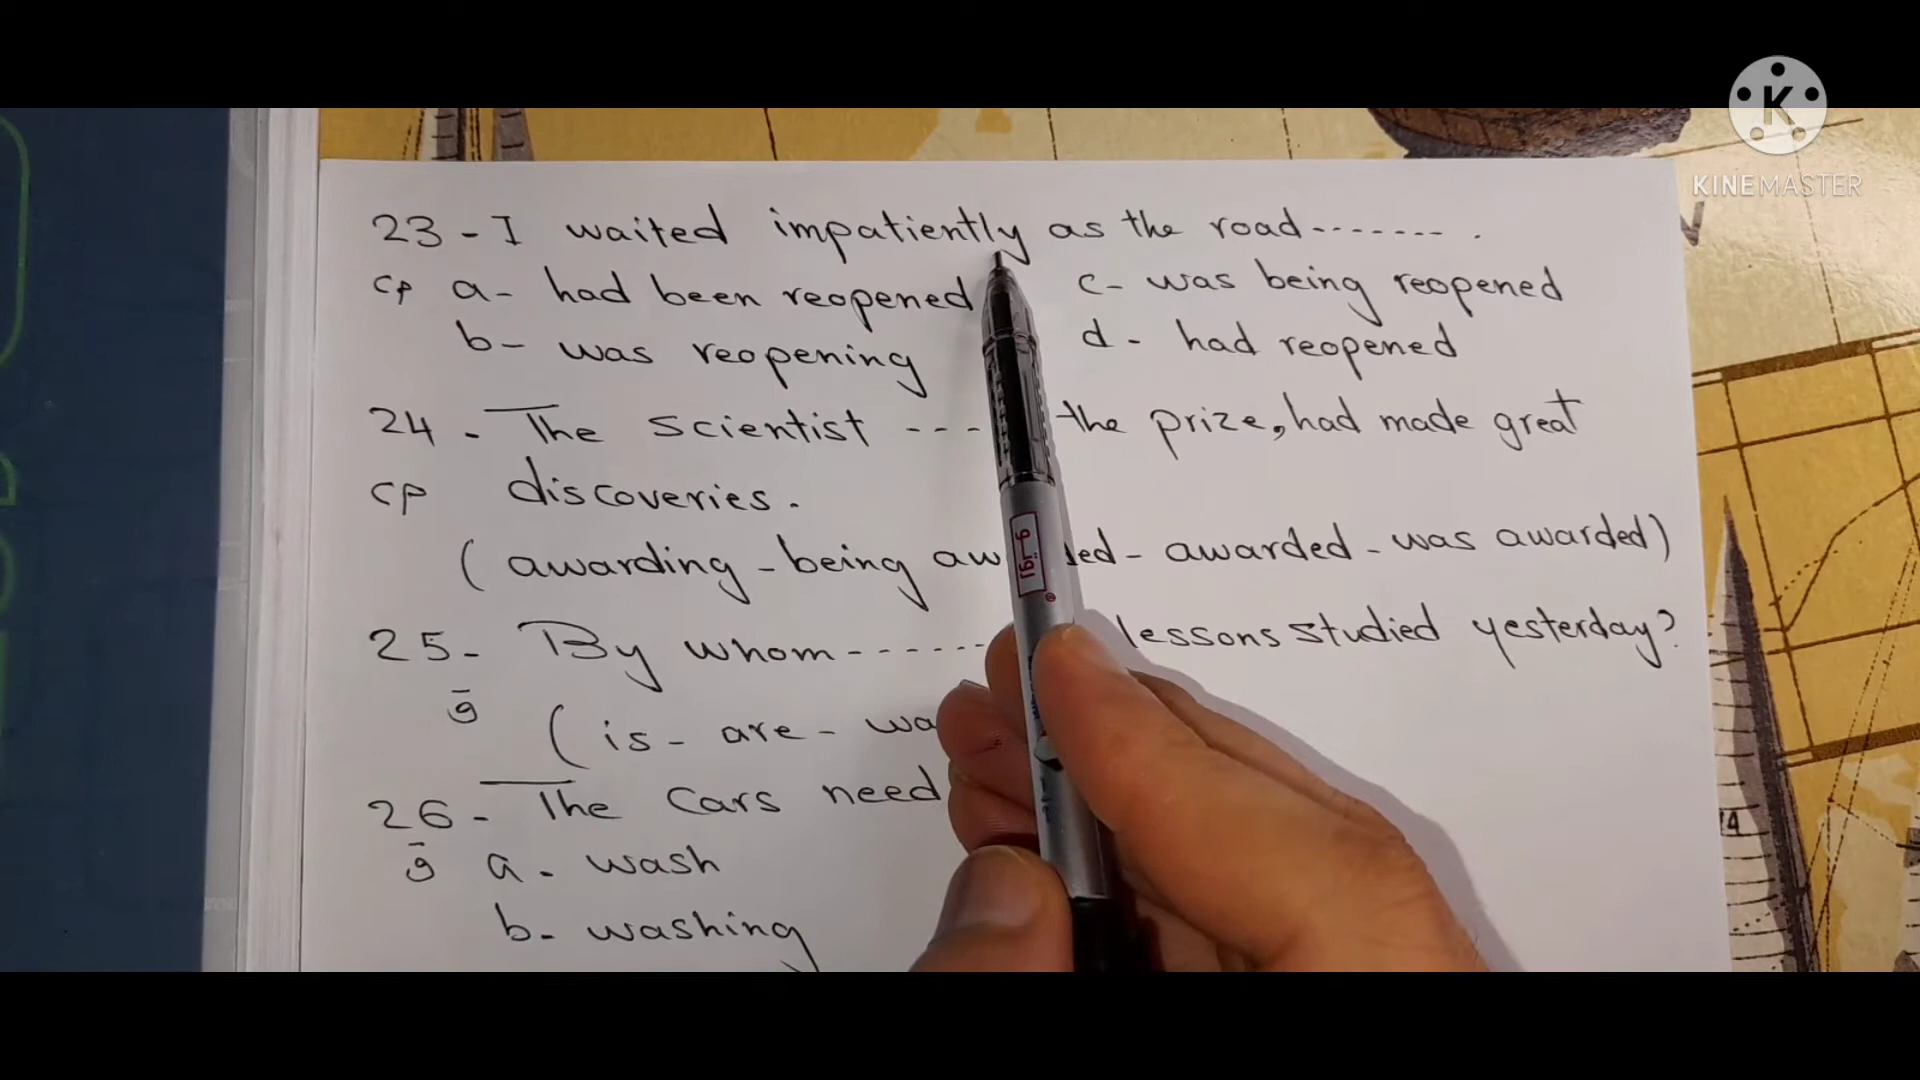 KINEMASTER
23 - I waited impatiently as the road ------- .
CP a - had been reopened c - was being reopened
b - was reopening d - had reopened
24 - The scientist --- the prize, had made great
CP discoveries.
(awarding - being awarded - awarded - was awarded)
25 - By whom ------ lessons studied yesterday?
(is - are -
26 - The Cars need
a - wash
b - washing